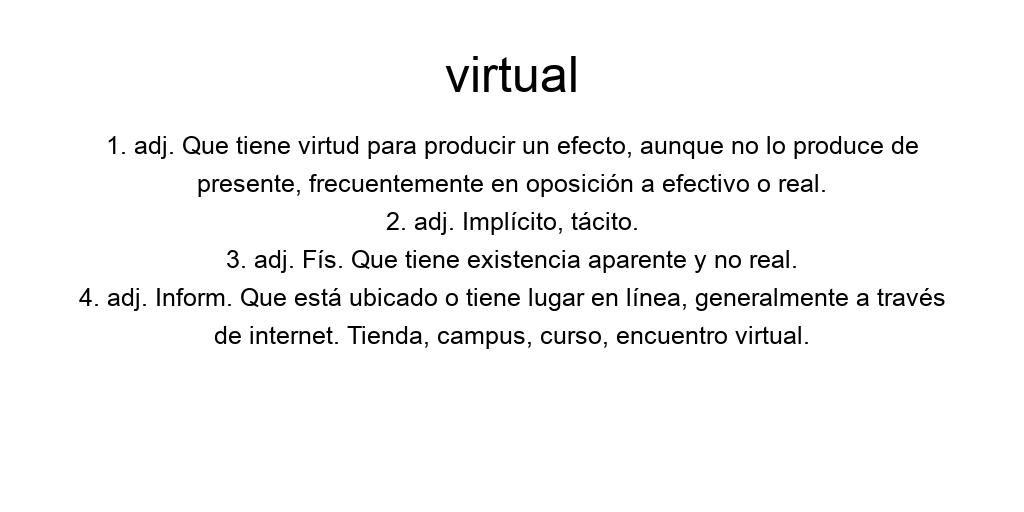 virtual
1. adj. Que tiene virtud para producir un efecto, aunque no lo produce de
presente, frecuentemente en oposición a efectivo o real.
2. adj. Implícito, tácito.
3. adj. Fís. Que tiene existencia aparente y no real.
4. adj. Inform. Que está ubicado o tiene lugar en línea, generalmente a través
de internet. Tienda, campus, curso, encuentro virtual.